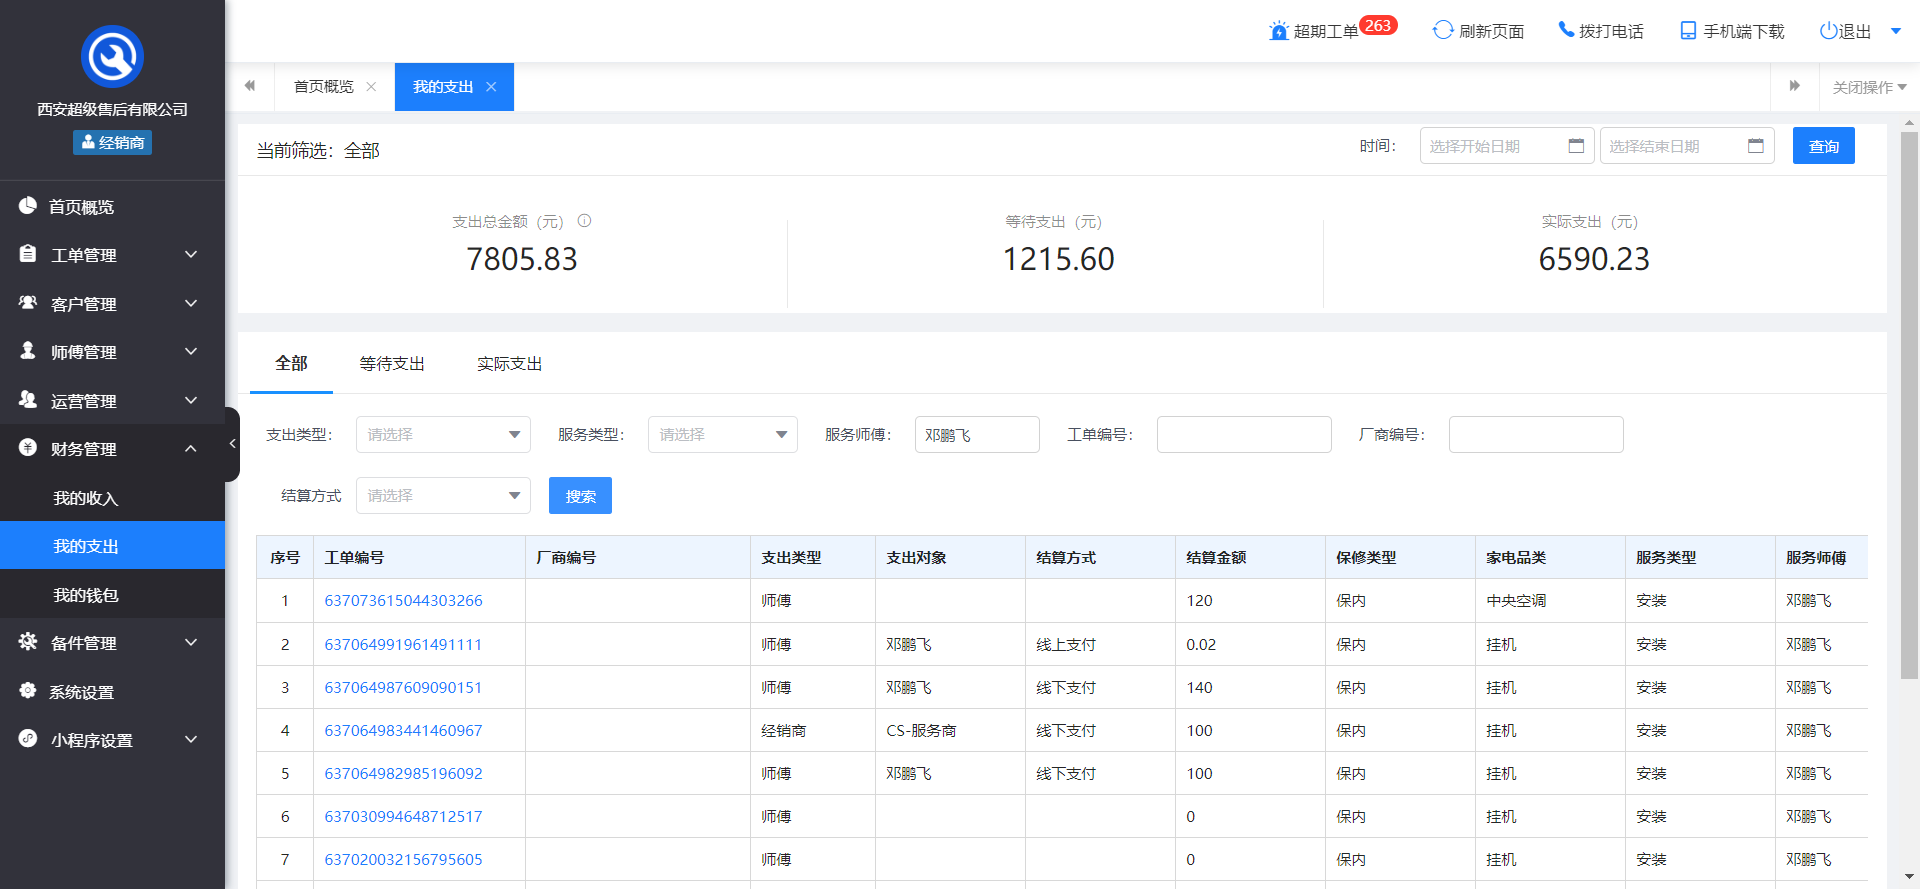 超期工单 263 刷新页面 拨打电话 手机端下载 退出
西安超级售后有限公司
经销商
首页概览
工单管理
客户管理
师傅管理
运营管理
财务管理
我的收入
我的支出
我的钱包
备件管理
系统设置
小程序设置
首页概览 我的支出 关闭操作
当前筛选：全部 时间： 选择开始日期 选择结束日期 查询
支出总金额（元） 等待支出（元） 实际支出（元）
7805.83 1215.60 6590.23
全部 等待支出 实际支出
支出类型： 请选择 服务类型： 请选择 服务师傅： 邓鹏飞 工单编号： 厂商编号：
结算方式 请选择 搜索
序号 工单编号 厂商编号 支出类型 支出对象 结算方式 结算金额 保修类型 家电品类 服务类型 服务师傅
1 637073615044303266 师傅 120 保内 中央空调 安装 邓鹏飞
2 637064991961491111 师傅 邓鹏飞 线上支付 0.02 保内 挂机 安装 邓鹏飞
3 637064987609090151 师傅 邓鹏飞 线下支付 140 保内 挂机 安装 邓鹏飞
4 637064983441460967 经销商 CS-服务商 线下支付 100 保内 挂机 安装 邓鹏飞
5 637064982985196092 师傅 邓鹏飞 线下支付 100 保内 挂机 安装 邓鹏飞
6 637030994648712517 师傅 0 保内 挂机 安装 邓鹏飞
7 637020032156795605 师傅 0 保内 挂机 安装 邓鹏飞